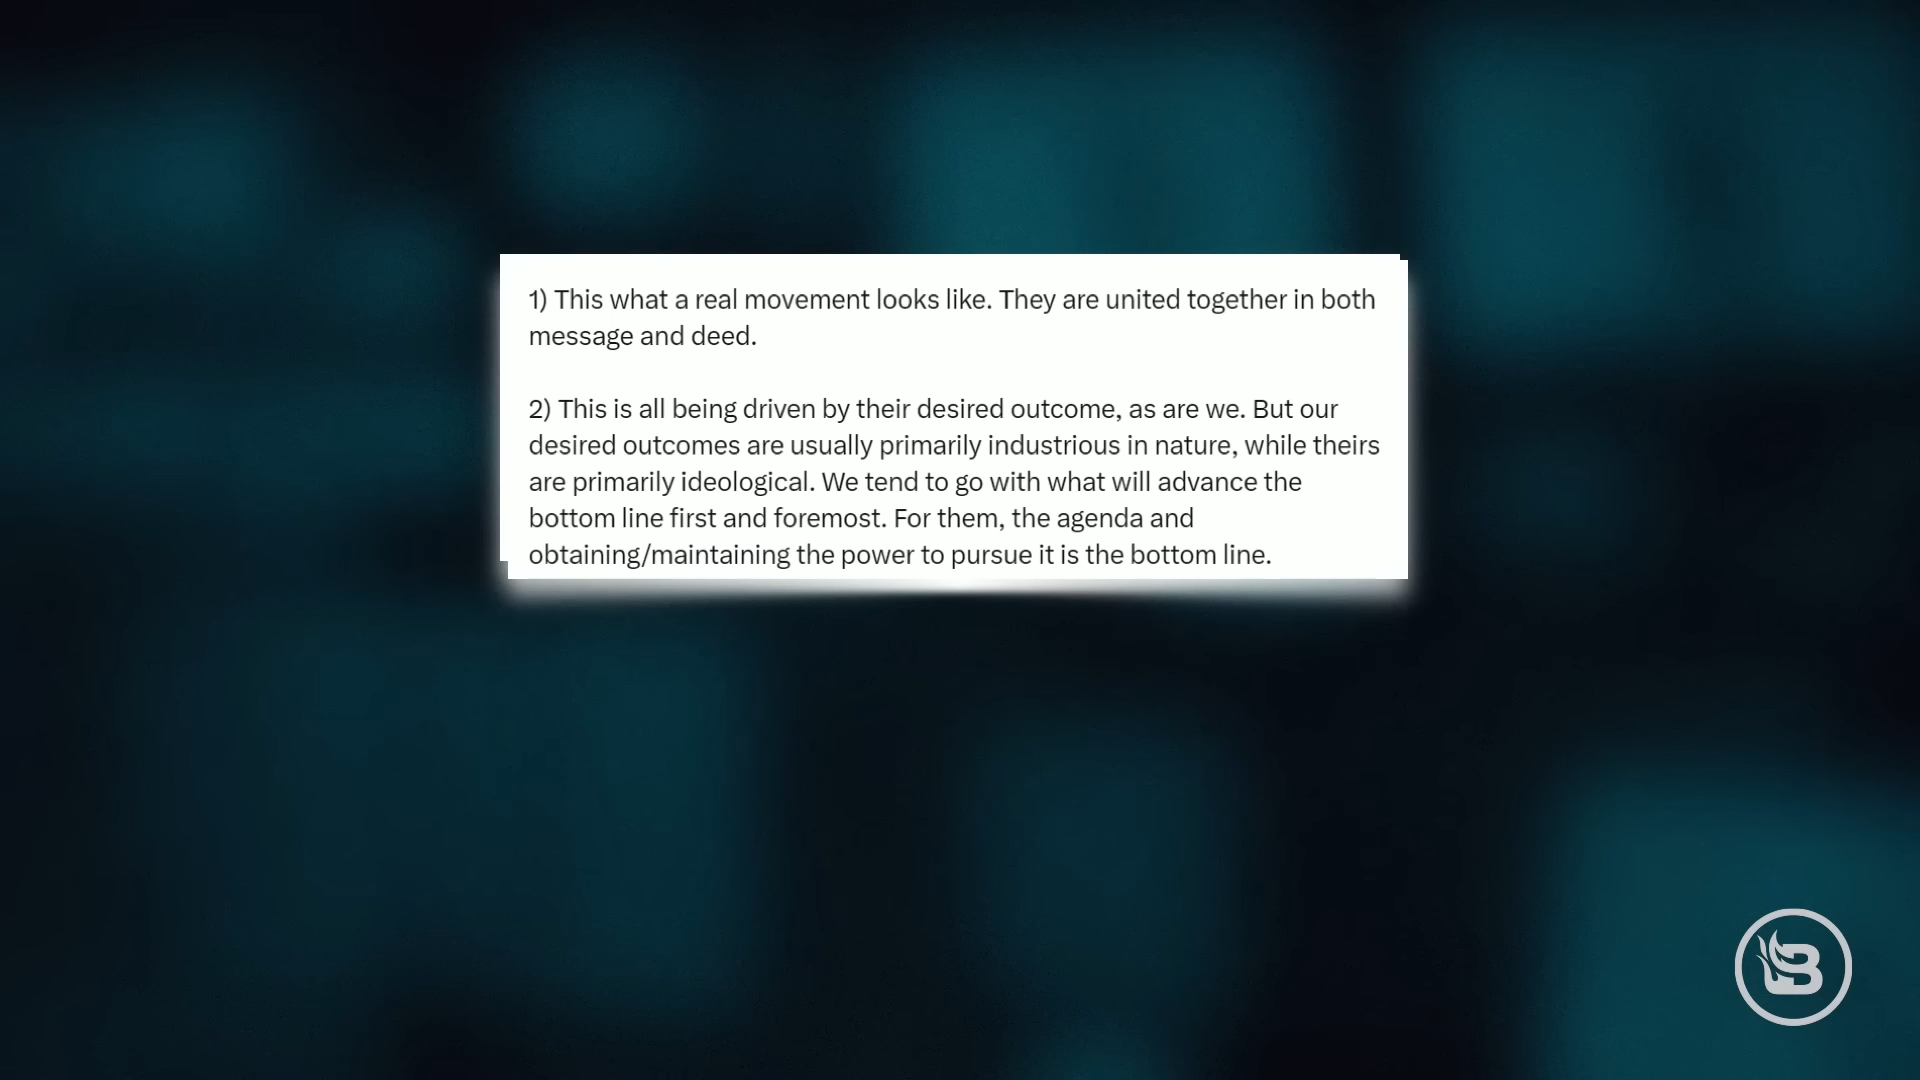 1) This what a real movement looks like. They are united together in both
message and deed.
2) This is all being driven by their desired outcome, as are we. But our
desired outcomes are usually primarily industrious in nature, while theirs
are primarily ideological. We tend to go with what will advance the
bottom line first and foremost. For them, the agenda and
obtaining/maintaining the power to pursue it is the bottom line.
B